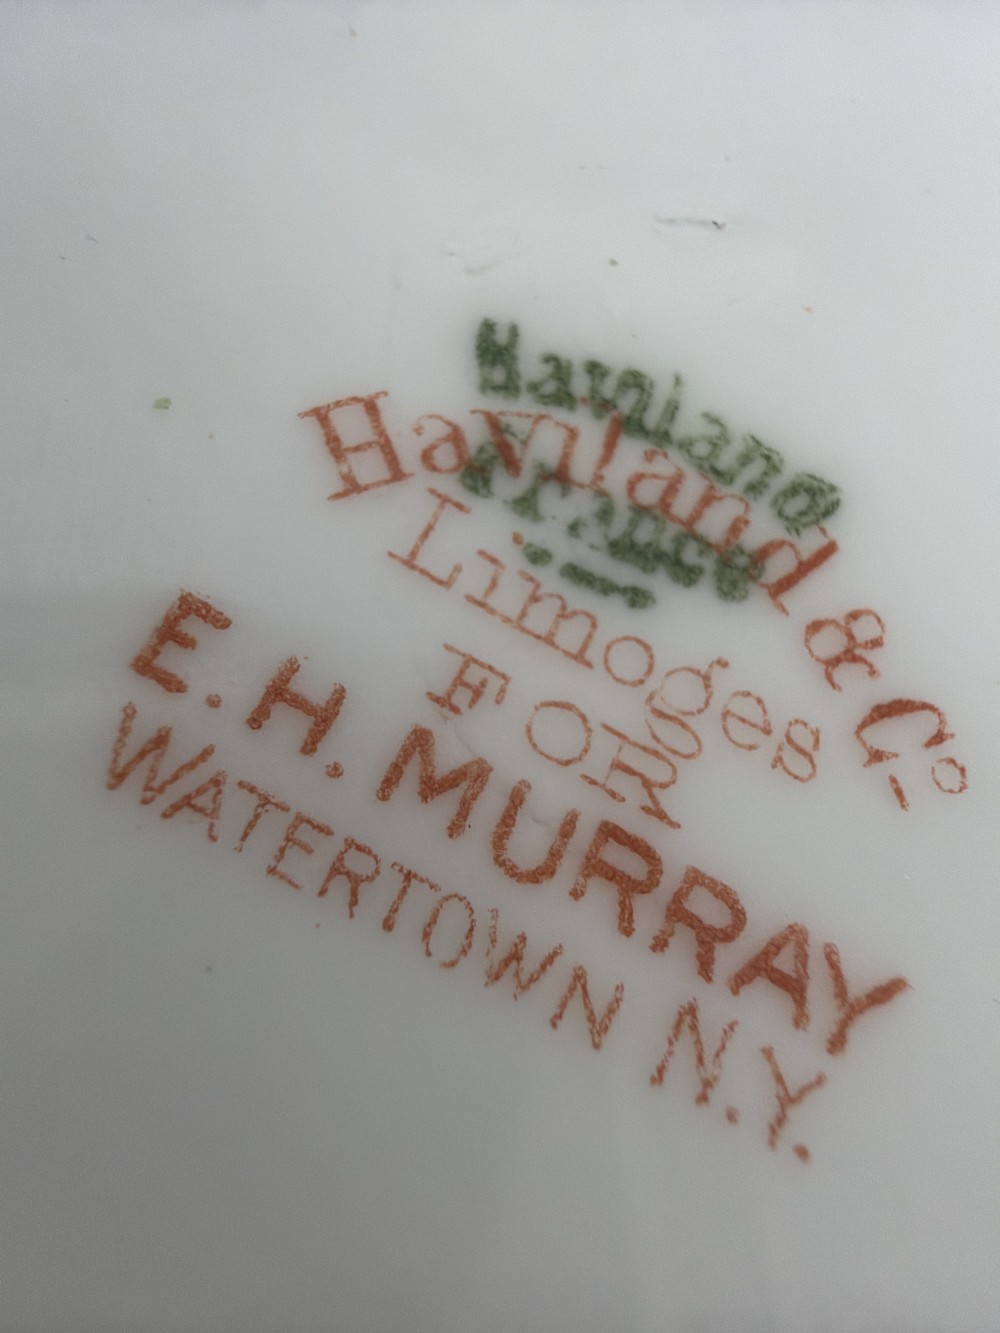 Haviland
France
Haviland & Co
Limoges
FOR
E. H. MURRAY
WATERTOWN N.Y.